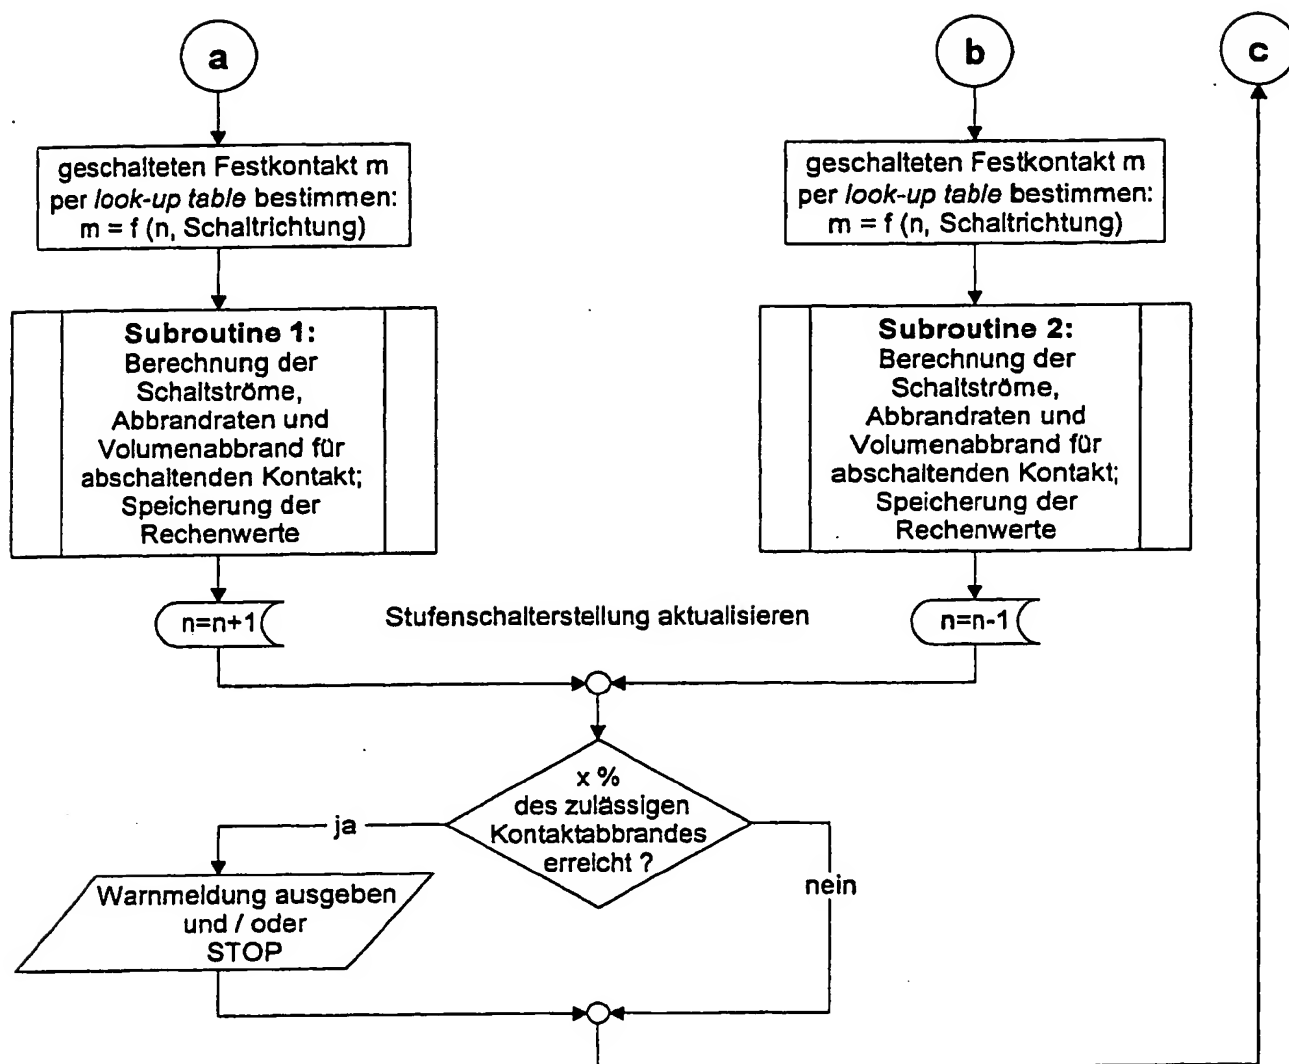 a
b
c
geschalteten Festkontakt m
per look-up table bestimmen:
m = f (n, Schaltrichtung)
geschalteten Festkontakt m
per look-up table bestimmen:
m = f (n, Schaltrichtung)
Subroutine 1:
Berechnung der
Schaltströme,
Abbrandraten und
Volumenabbrand für
abschaltenden Kontakt;
Speicherung der
Rechenwerte
Subroutine 2:
Berechnung der
Schaltströme,
Abbrandraten und
Volumenabbrand für
abschaltenden Kontakt;
Speicherung der
Rechenwerte
n=n+1
Stufenschalterstellung aktualisieren
n=n-1
x %
des zulässigen
Kontaktabbrandes
erreicht ?
ja
nein
Warnmeldung ausgeben
und / oder
STOP